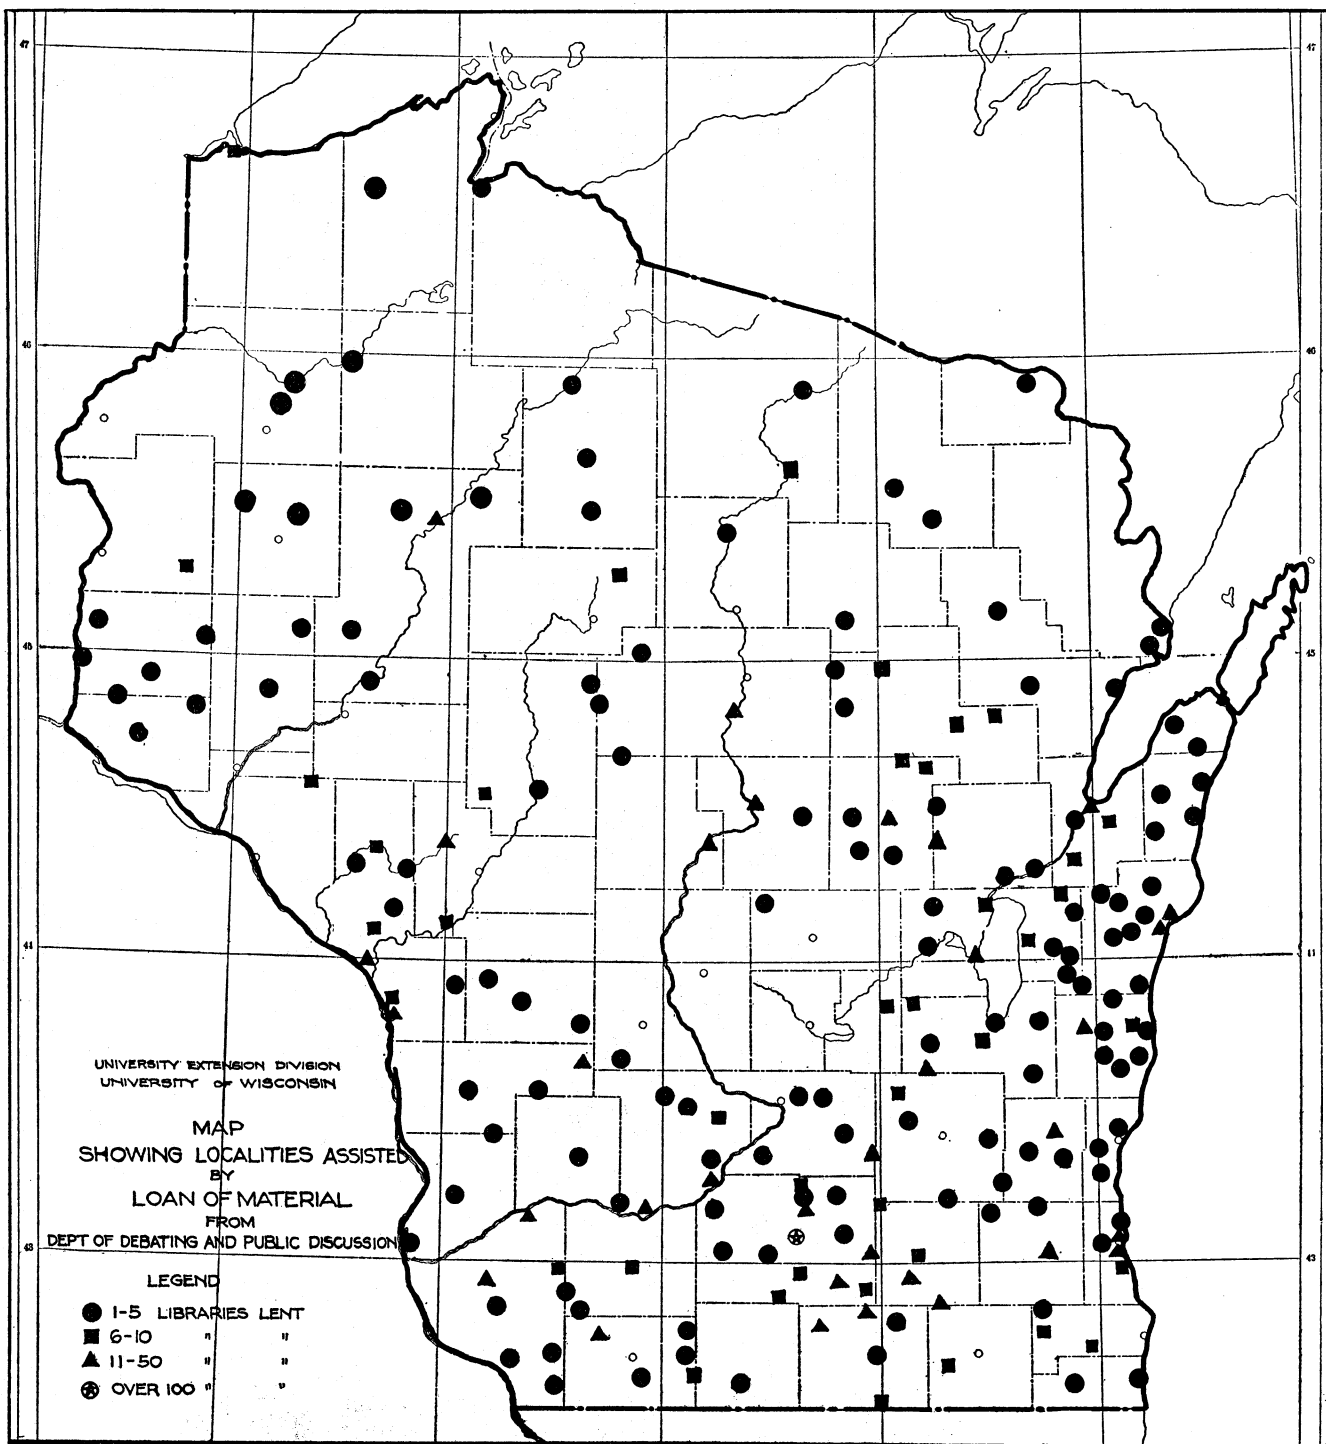 47
47
46
46
45
45
44
44
UNIVERSITY EXTENSION DIVISION
UNIVERSITY OF WISCONSIN
MAP
SHOWING LOCALITIES ASSISTED
BY
LOAN OF MATERIAL
FROM
DEPT OF DEBATING AND PUBLIC DISCUSSION
43
43
LEGEND
1-5 LIBRARIES LENT
6-10 " "
11-50 " "
OVER 100 " "